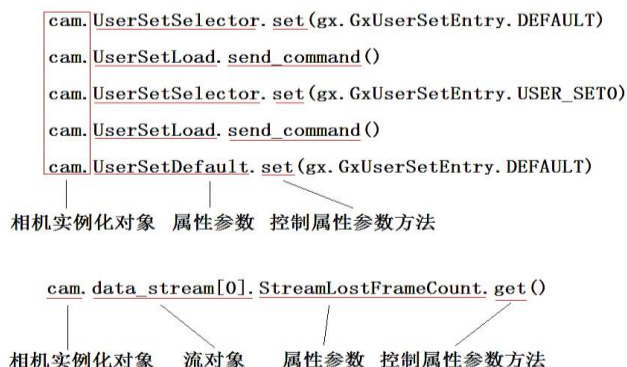 cam.UserSetSelector.set(gx.GxUserSetEntry.DEFAULT)
cam.UserSetLoad.send_command()
cam.UserSetSelector.set(gx.GxUserSetEntry.USER_SET0)
cam.UserSetLoad.send_command()
cam.UserSetDefault.set(gx.GxUserSetEntry.DEFAULT)
相机实例化对象 属性参数 控制属性参数方法
cam.data_stream[0].StreamLostFrameCount.get()
相机实例化对象 流对象 属性参数 控制属性参数方法